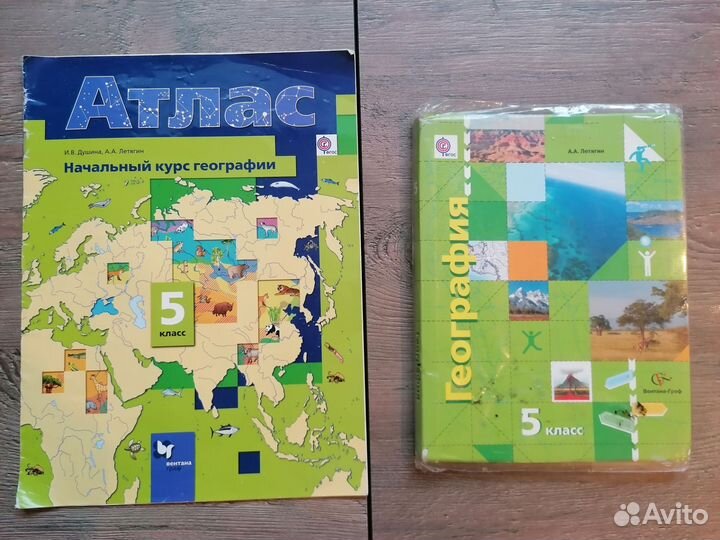 Атлас
И.В. Душина, А.А. Летягин
ФГОС
Начальный курс географии
5
класс
вентана
граф
ФГОС
А.А. Летягин
География
Вентана-Граф
5 класс
Avito